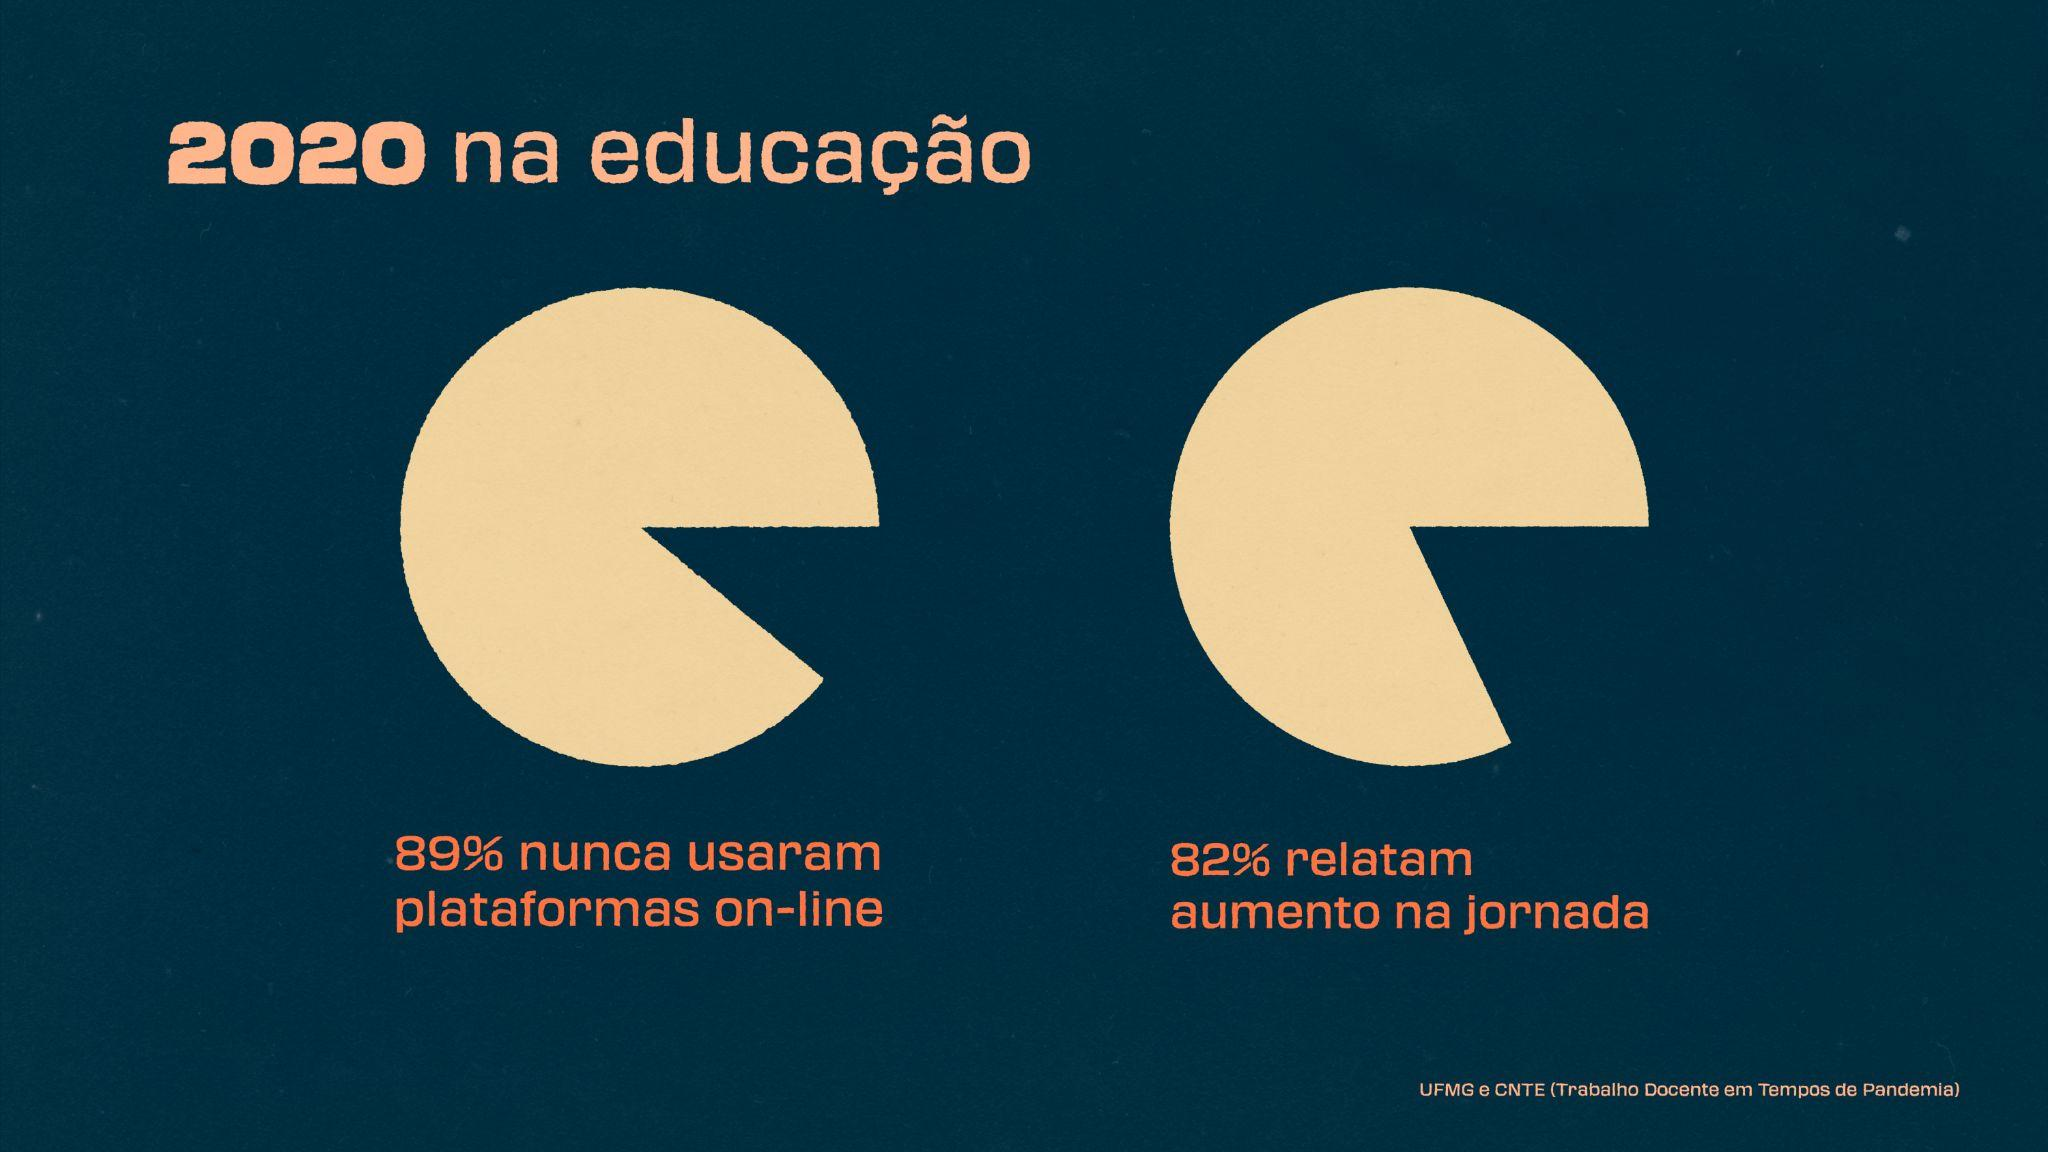 2020 na educação
89% nunca usaram
plataformas on-line
82% relatam
aumento na jornada
UFMG e CNTE (Trabalho Docente em Tempos de Pandemia)